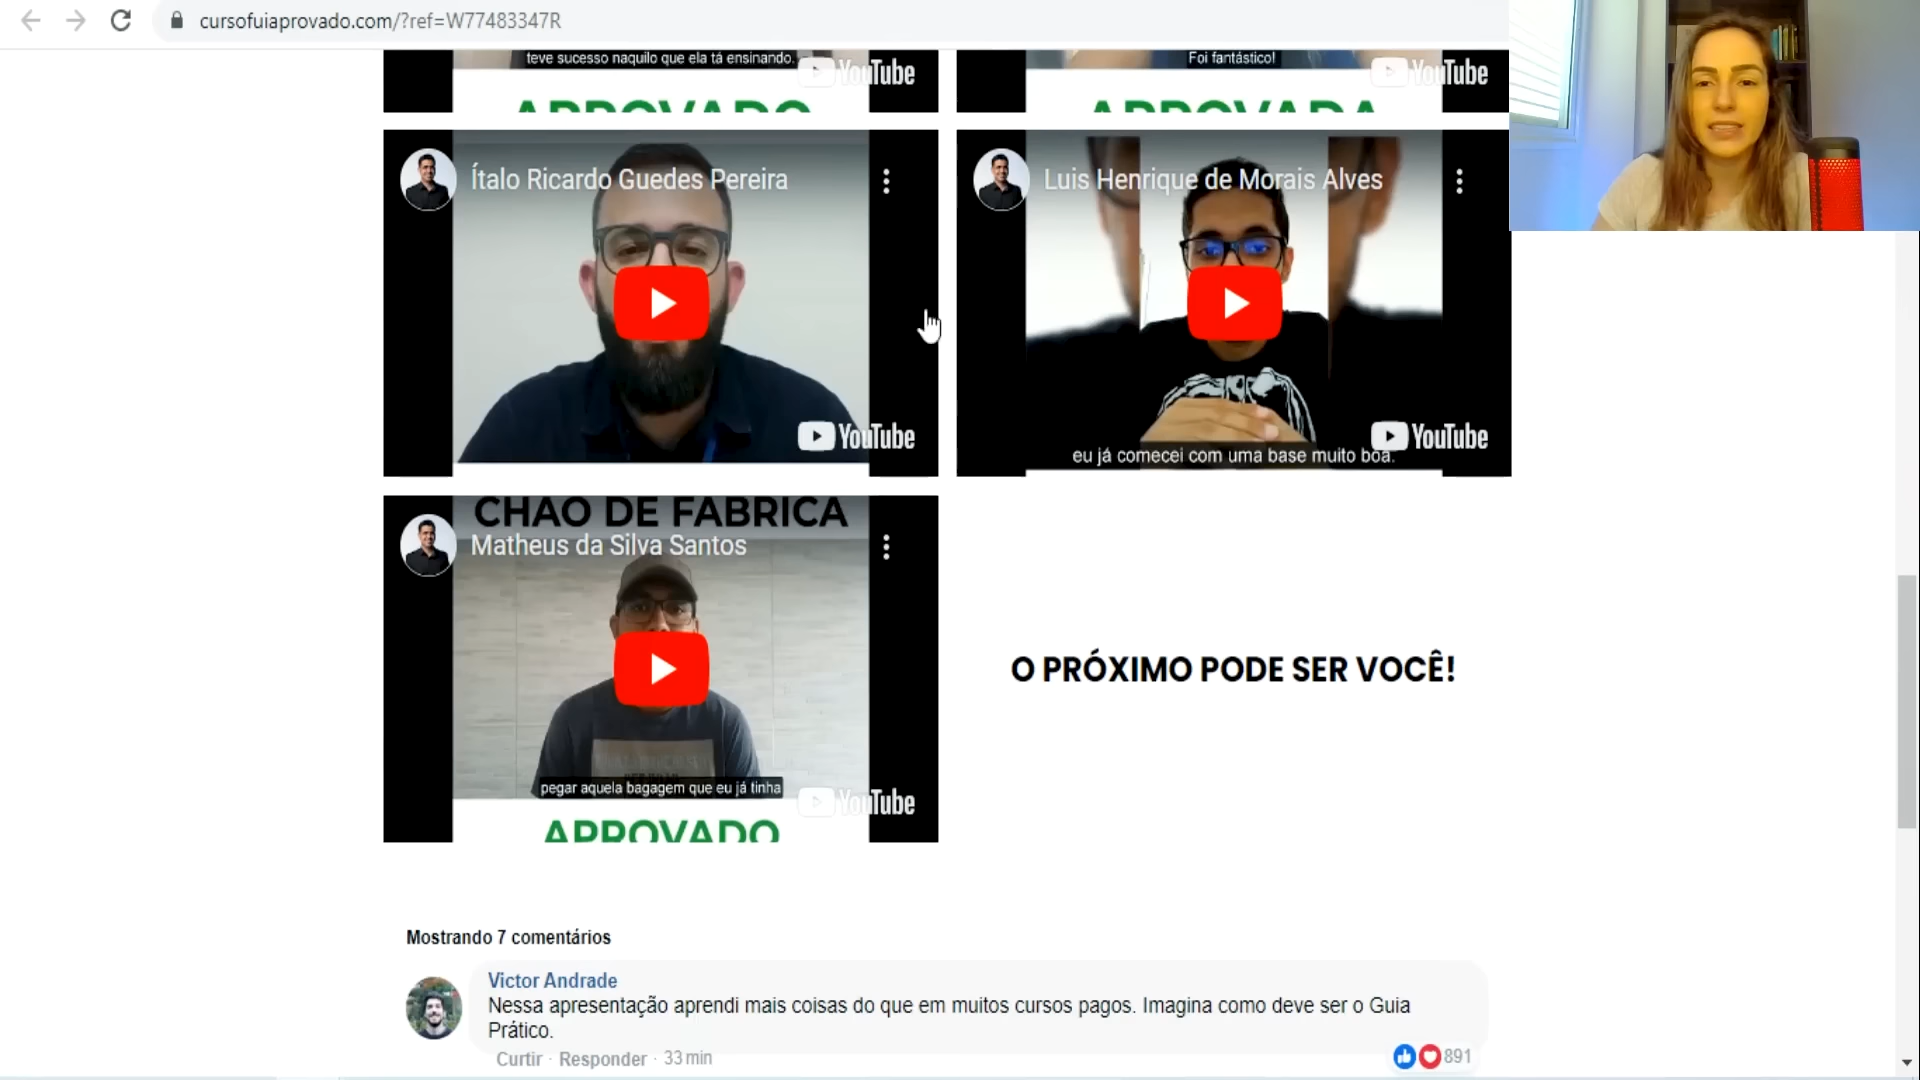 cursofuiaprovado.com/?ref=W77483347R
teve sucesso naquilo que ela tá ensinando.
YouTube
APROVADO
Foi fantástico!
YouTube
APROVADA
Ítalo Ricardo Guedes Pereira
YouTube
Luis Henrique de Morais Alves
YouTube
eu já comecei com uma base muito boa.
CHÃO DE FÁBRICA
Matheus da Silva Santos
pegar aquela bagagem que eu já tinha
YouTube
APROVADO
O PRÓXIMO PODE SER VOCÊ!
Mostrando 7 comentários
Victor Andrade
Nessa apresentação aprendi mais coisas do que em muitos cursos pagos. Imagina como deve ser o Guia
Prático.
Curtir · Responder · 33 min
891